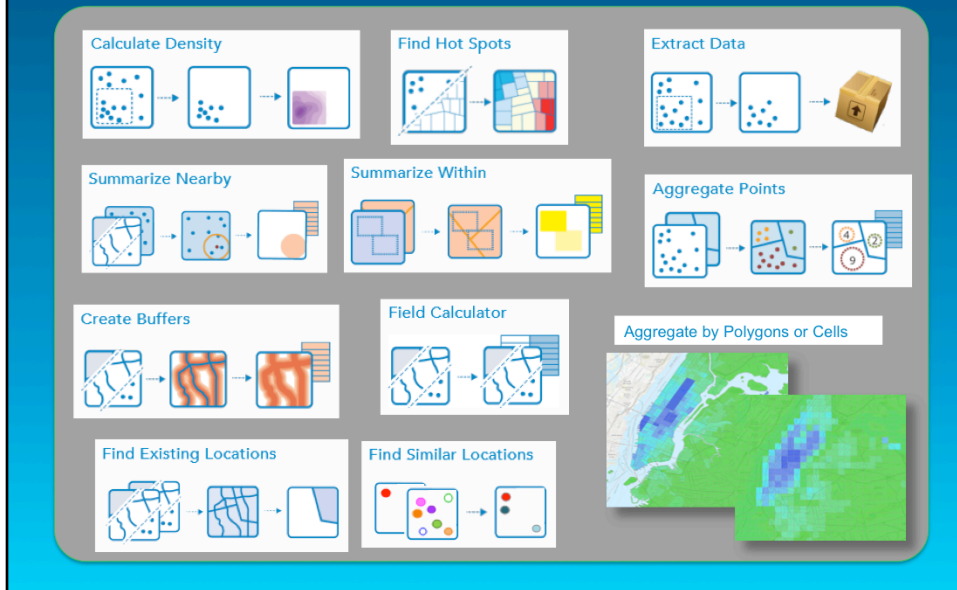 Calculate Density
Find Hot Spots
Extract Data
Summarize Nearby
Summarize Within
Aggregate Points
4
2
9
Create Buffers
Field Calculator
Aggregate by Polygons or Cells
Find Existing Locations
Find Similar Locations